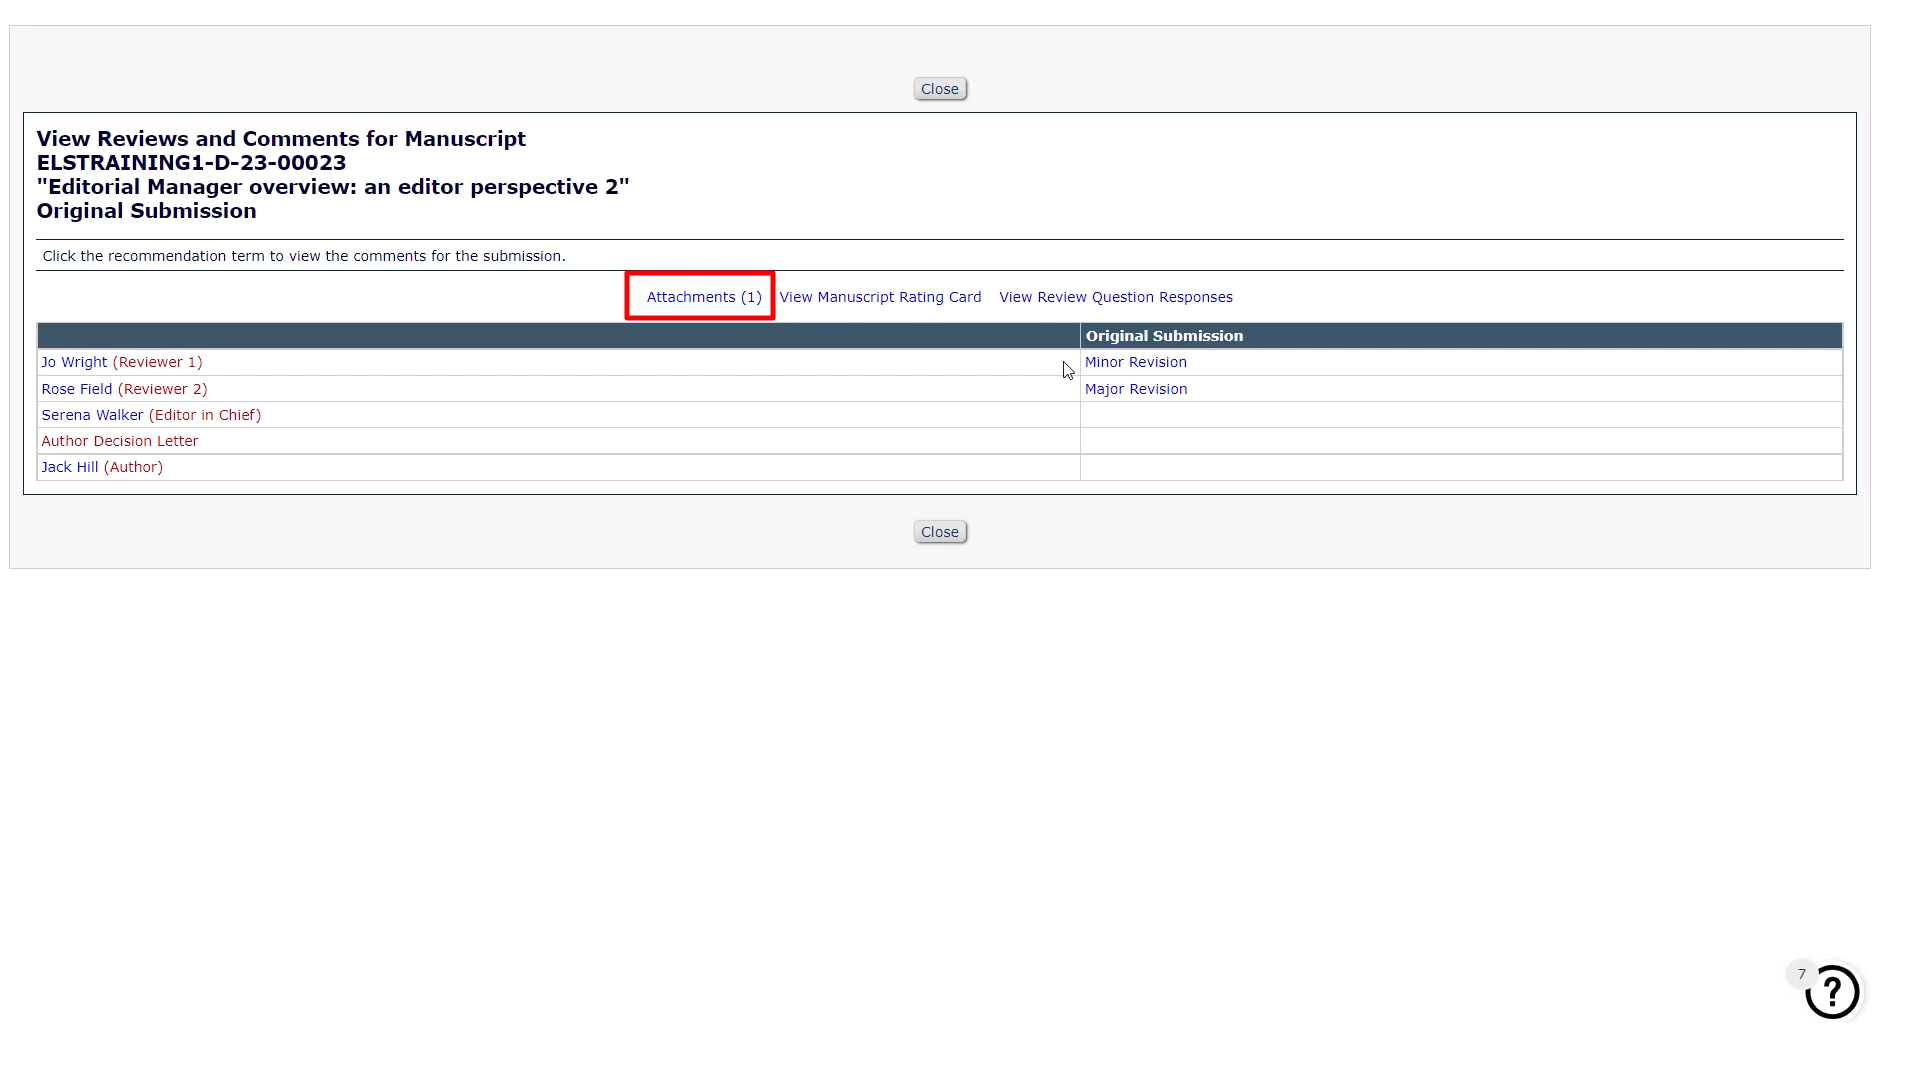 Close
View Reviews and Comments for Manuscript
ELSTRAINING1-D-23-00023
"Editorial Manager overview: an editor perspective 2"
Original Submission
Click the recommendation term to view the comments for the submission.
Attachments (1) View Manuscript Rating Card View Review Question Responses
Original Submission
Jo Wright (Reviewer 1) Minor Revision
Rose Field (Reviewer 2) Major Revision
Serena Walker (Editor in Chief)
Author Decision Letter
Jack Hill (Author)
Close
7
?